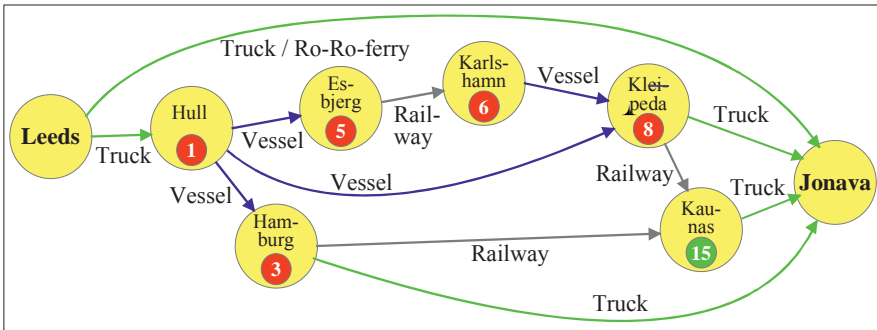 Truck / Ro-Ro-ferry
Leeds
Truck
Hull
1
Vessel
Es-
bjerg
5
Rail-
way
Karls-
hamn
6
Vessel
Klei-
peda
8
Truck
Vessel
Vessel
Railway
Truck
Jonava
Ham-
burg
3
Railway
Kau-
nas
15
Truck